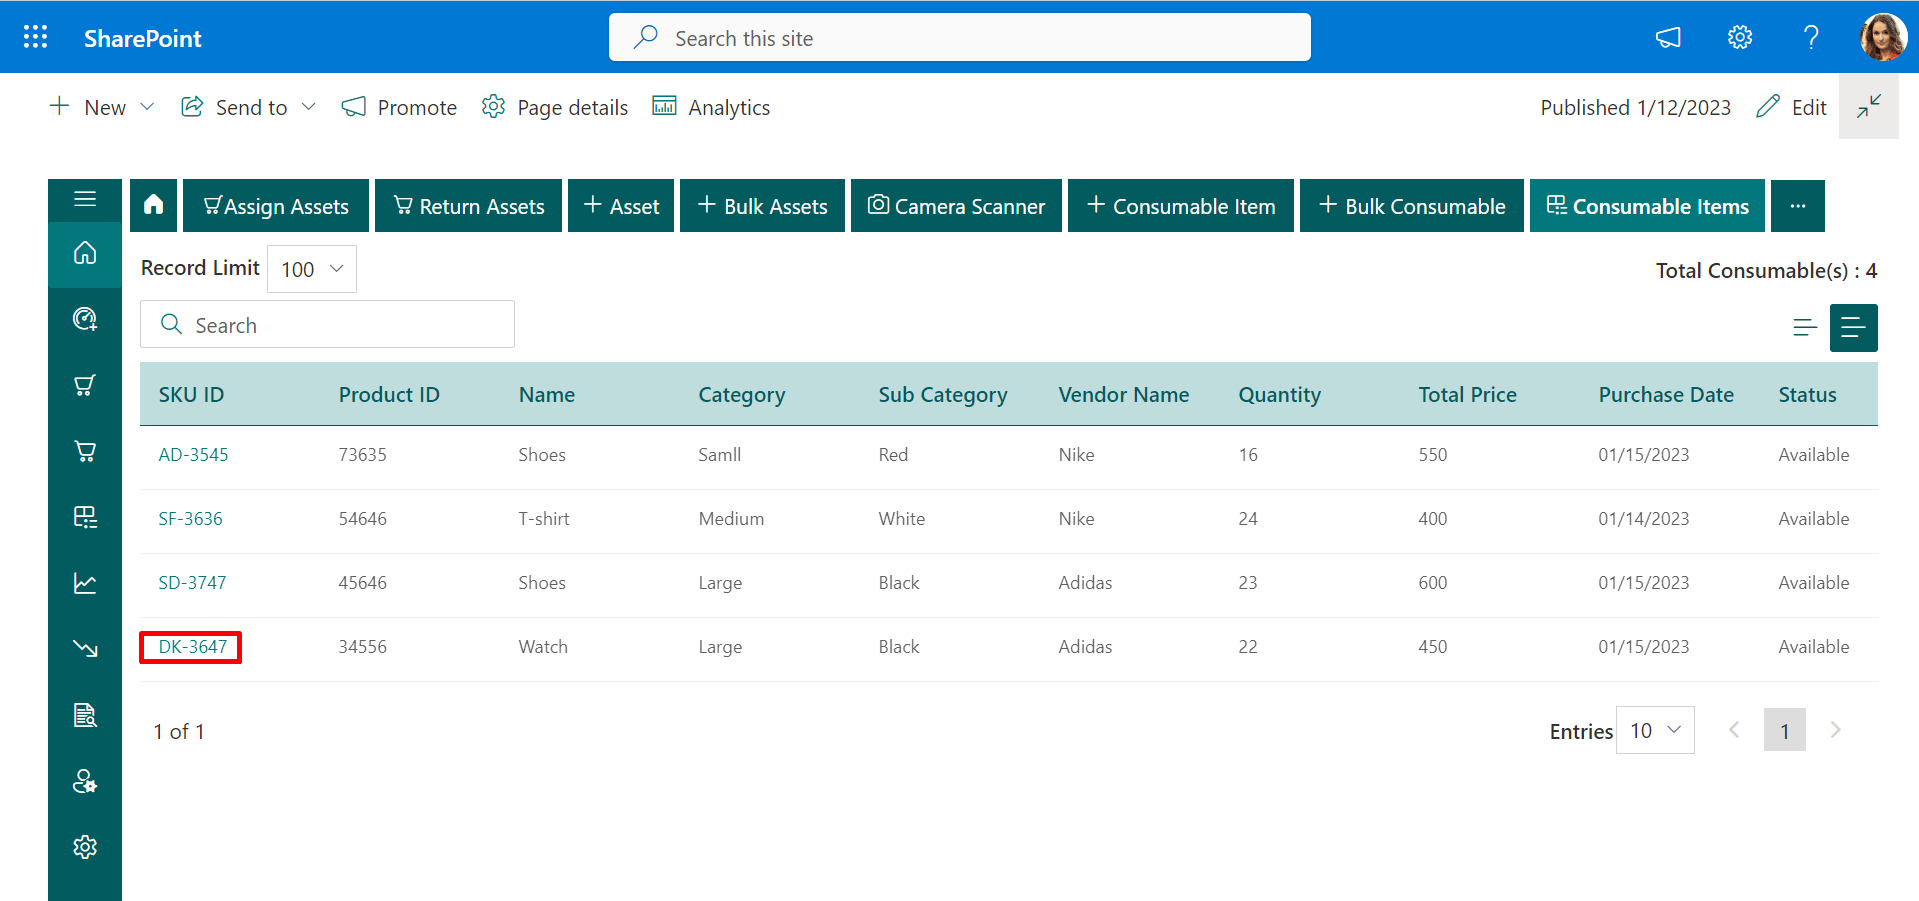 SharePoint
Search this site
New Send to Promote Page details Analytics Published 1/12/2023 Edit
Assign Assets Return Assets + Asset + Bulk Assets Camera Scanner + Consumable Item + Bulk Consumable Consumable Items ...
Record Limit 100 Total Consumable(s) : 4
Search
SKU ID Product ID Name Category Sub Category Vendor Name Quantity Total Price Purchase Date Status
AD-3545 73635 Shoes Samll Red Nike 16 550 01/15/2023 Available
SF-3636 54646 T-shirt Medium White Nike 24 400 01/14/2023 Available
SD-3747 45646 Shoes Large Black Adidas 23 600 01/15/2023 Available
DK-3647 34556 Watch Large Black Adidas 22 450 01/15/2023 Available
1 of 1 Entries 10 1